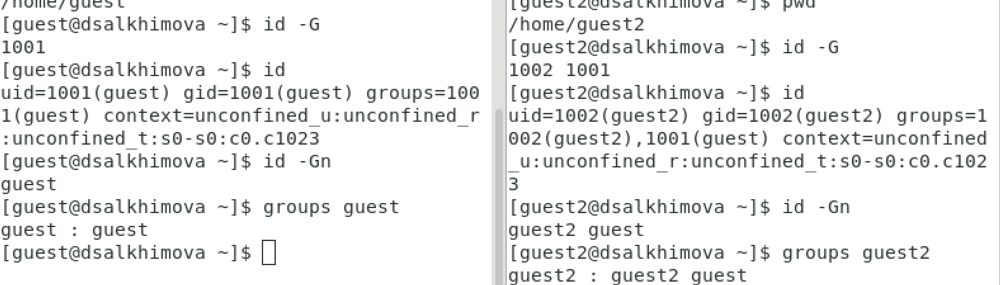 /home/guest
[guest@dsalkhimova ~]$ id -G
1001
[guest@dsalkhimova ~]$ id
uid=1001(guest) gid=1001(guest) groups=100
1(guest) context=unconfined_u:unconfined_r
:unconfined_t:s0-s0:c0.c1023
[guest@dsalkhimova ~]$ id -Gn
guest
[guest@dsalkhimova ~]$ groups guest
guest : guest
[guest@dsalkhimova ~]$
[guest2@dsalkhimova ~]$ pwd
/home/guest2
[guest2@dsalkhimova ~]$ id -G
1002 1001
[guest2@dsalkhimova ~]$ id
uid=1002(guest2) gid=1002(guest2) groups=1
002(guest2),1001(guest) context=unconfined
_u:unconfined_r:unconfined_t:s0-s0:c0.c102
3
[guest2@dsalkhimova ~]$ id -Gn
guest2 guest
[guest2@dsalkhimova ~]$ groups guest2
guest2 : guest2 guest